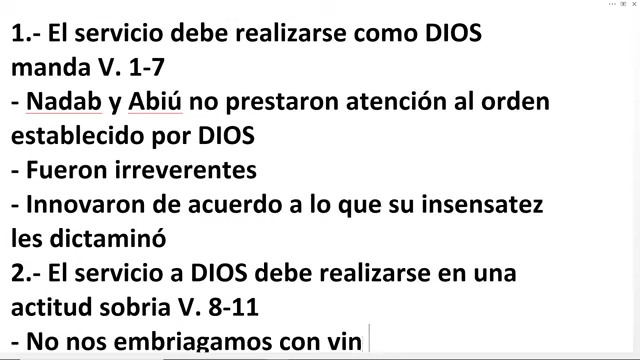 1.- El servicio debe realizarse como DIOS
manda V. 1-7
- Nadab y Abiú no prestaron atención al orden
establecido por DIOS
- Fueron irreverentes
- Innovaron de acuerdo a lo que su insensatez
les dictaminó
2.- El servicio a DIOS debe realizarse en una
actitud sobria V. 8-11
- No nos embriagamos con vin